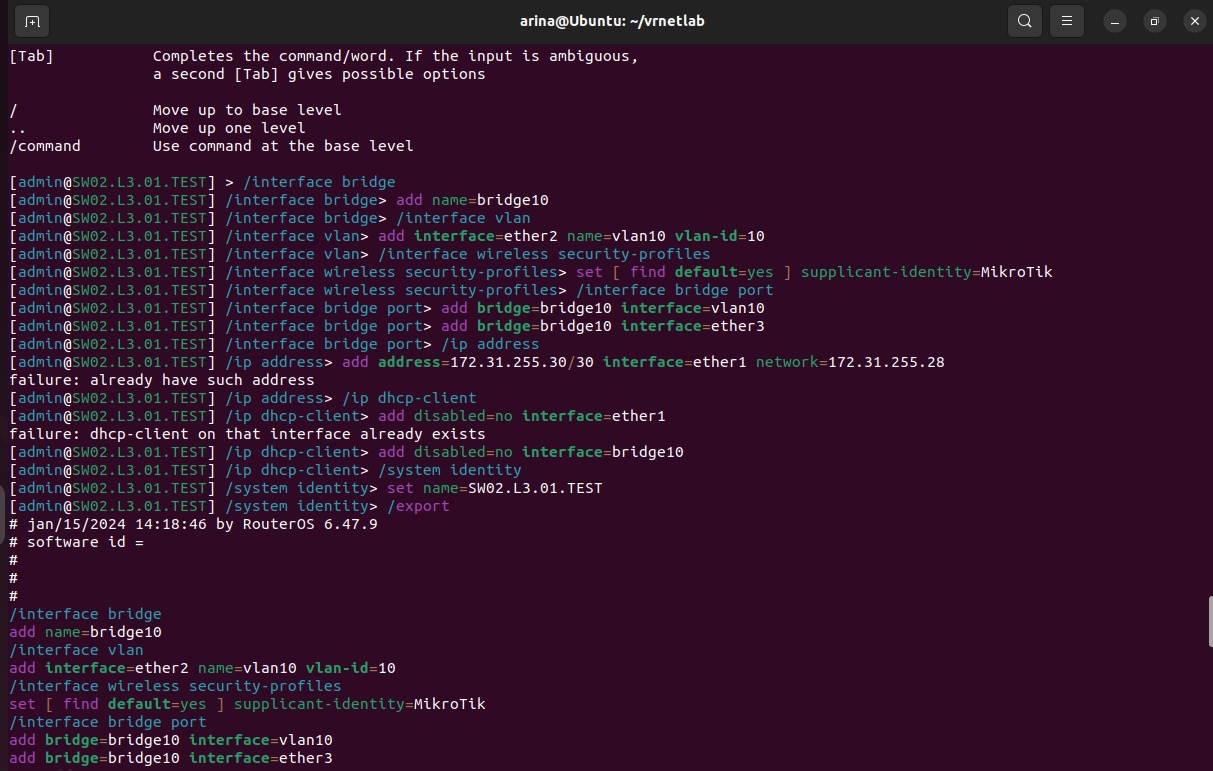 arina@Ubuntu: ~/vrnetlab
[Tab]           Completes the command/word. If the input is ambiguous,
                a second [Tab] gives possible options
/               Move up to base level
..              Move up one level
/command        Use command at the base level
[admin@SW02.L3.01.TEST] > /interface bridge
[admin@SW02.L3.01.TEST] /interface bridge> add name=bridge10
[admin@SW02.L3.01.TEST] /interface bridge> /interface vlan
[admin@SW02.L3.01.TEST] /interface vlan> add interface=ether2 name=vlan10 vlan-id=10
[admin@SW02.L3.01.TEST] /interface vlan> /interface wireless security-profiles
[admin@SW02.L3.01.TEST] /interface wireless security-profiles> set [ find default=yes ] supplicant-identity=MikroTik
[admin@SW02.L3.01.TEST] /interface wireless security-profiles> /interface bridge port
[admin@SW02.L3.01.TEST] /interface bridge port> add bridge=bridge10 interface=vlan10
[admin@SW02.L3.01.TEST] /interface bridge port> add bridge=bridge10 interface=ether3
[admin@SW02.L3.01.TEST] /interface bridge port> /ip address
[admin@SW02.L3.01.TEST] /ip address> add address=172.31.255.30/30 interface=ether1 network=172.31.255.28
failure: already have such address
[admin@SW02.L3.01.TEST] /ip address> /ip dhcp-client
[admin@SW02.L3.01.TEST] /ip dhcp-client> add disabled=no interface=ether1
failure: dhcp-client on that interface already exists
[admin@SW02.L3.01.TEST] /ip dhcp-client> add disabled=no interface=bridge10
[admin@SW02.L3.01.TEST] /ip dhcp-client> /system identity
[admin@SW02.L3.01.TEST] /system identity> set name=SW02.L3.01.TEST
[admin@SW02.L3.01.TEST] /system identity> /export
# jan/15/2024 14:18:46 by RouterOS 6.47.9
# software id =
#
#
#
/interface bridge
add name=bridge10
/interface vlan
add interface=ether2 name=vlan10 vlan-id=10
/interface wireless security-profiles
set [ find default=yes ] supplicant-identity=MikroTik
/interface bridge port
add bridge=bridge10 interface=vlan10
add bridge=bridge10 interface=ether3